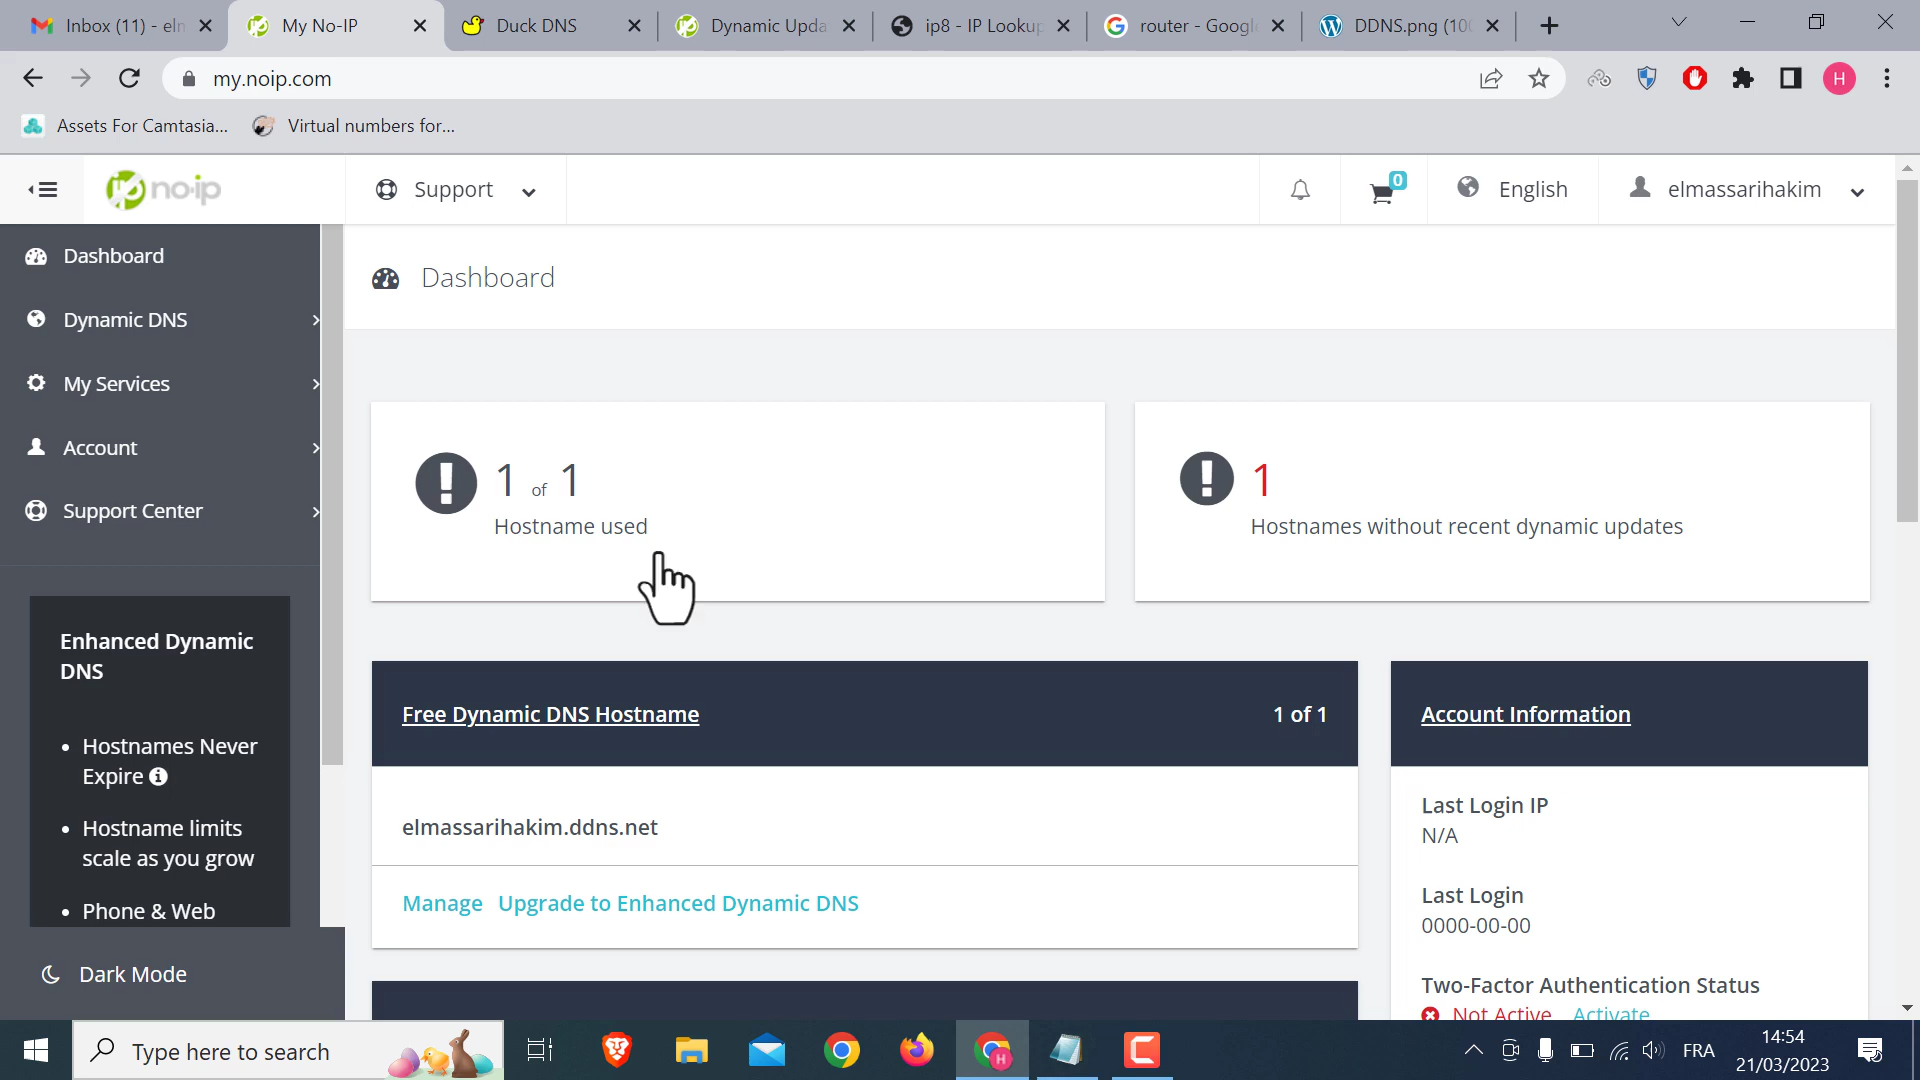 Inbox (11) - eln
My No-IP
Duck DNS
Dynamic Upda
ip8 - IP Lookup
router - Google
DDNS.png (100
my.noip.com
H
Assets For Camtasia...
Virtual numbers for...
no-ip
Support
0
English
elmassarihakim
Dashboard
Dynamic DNS
My Services
Account
Support Center
Enhanced Dynamic
DNS
• Hostnames Never
Expire
• Hostname limits
scale as you grow
• Phone & Web
Dark Mode
Dashboard
1 of 1
Hostname used
1
Hostnames without recent dynamic updates
Free Dynamic DNS Hostname
1 of 1
elmassarihakim.ddns.net
Manage
Upgrade to Enhanced Dynamic DNS
Account Information
Last Login IP
N/A
Last Login
0000-00-00
Two-Factor Authentication Status
Not Active
Activate
Type here to search
FRA
14:54
21/03/2023